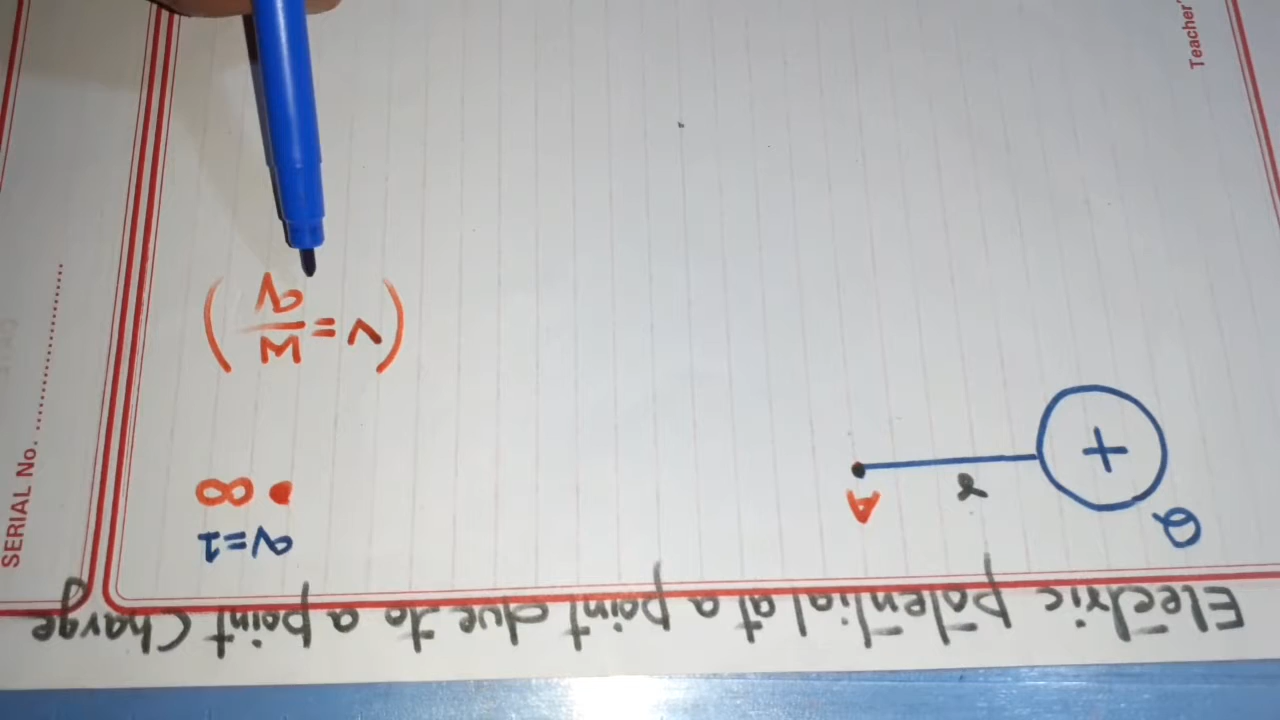 Electric potential at a point due to a point Charge
Q
+
r
A
q=1
∞
(V=W/q)
SERIAL No. ....................
Teacher'